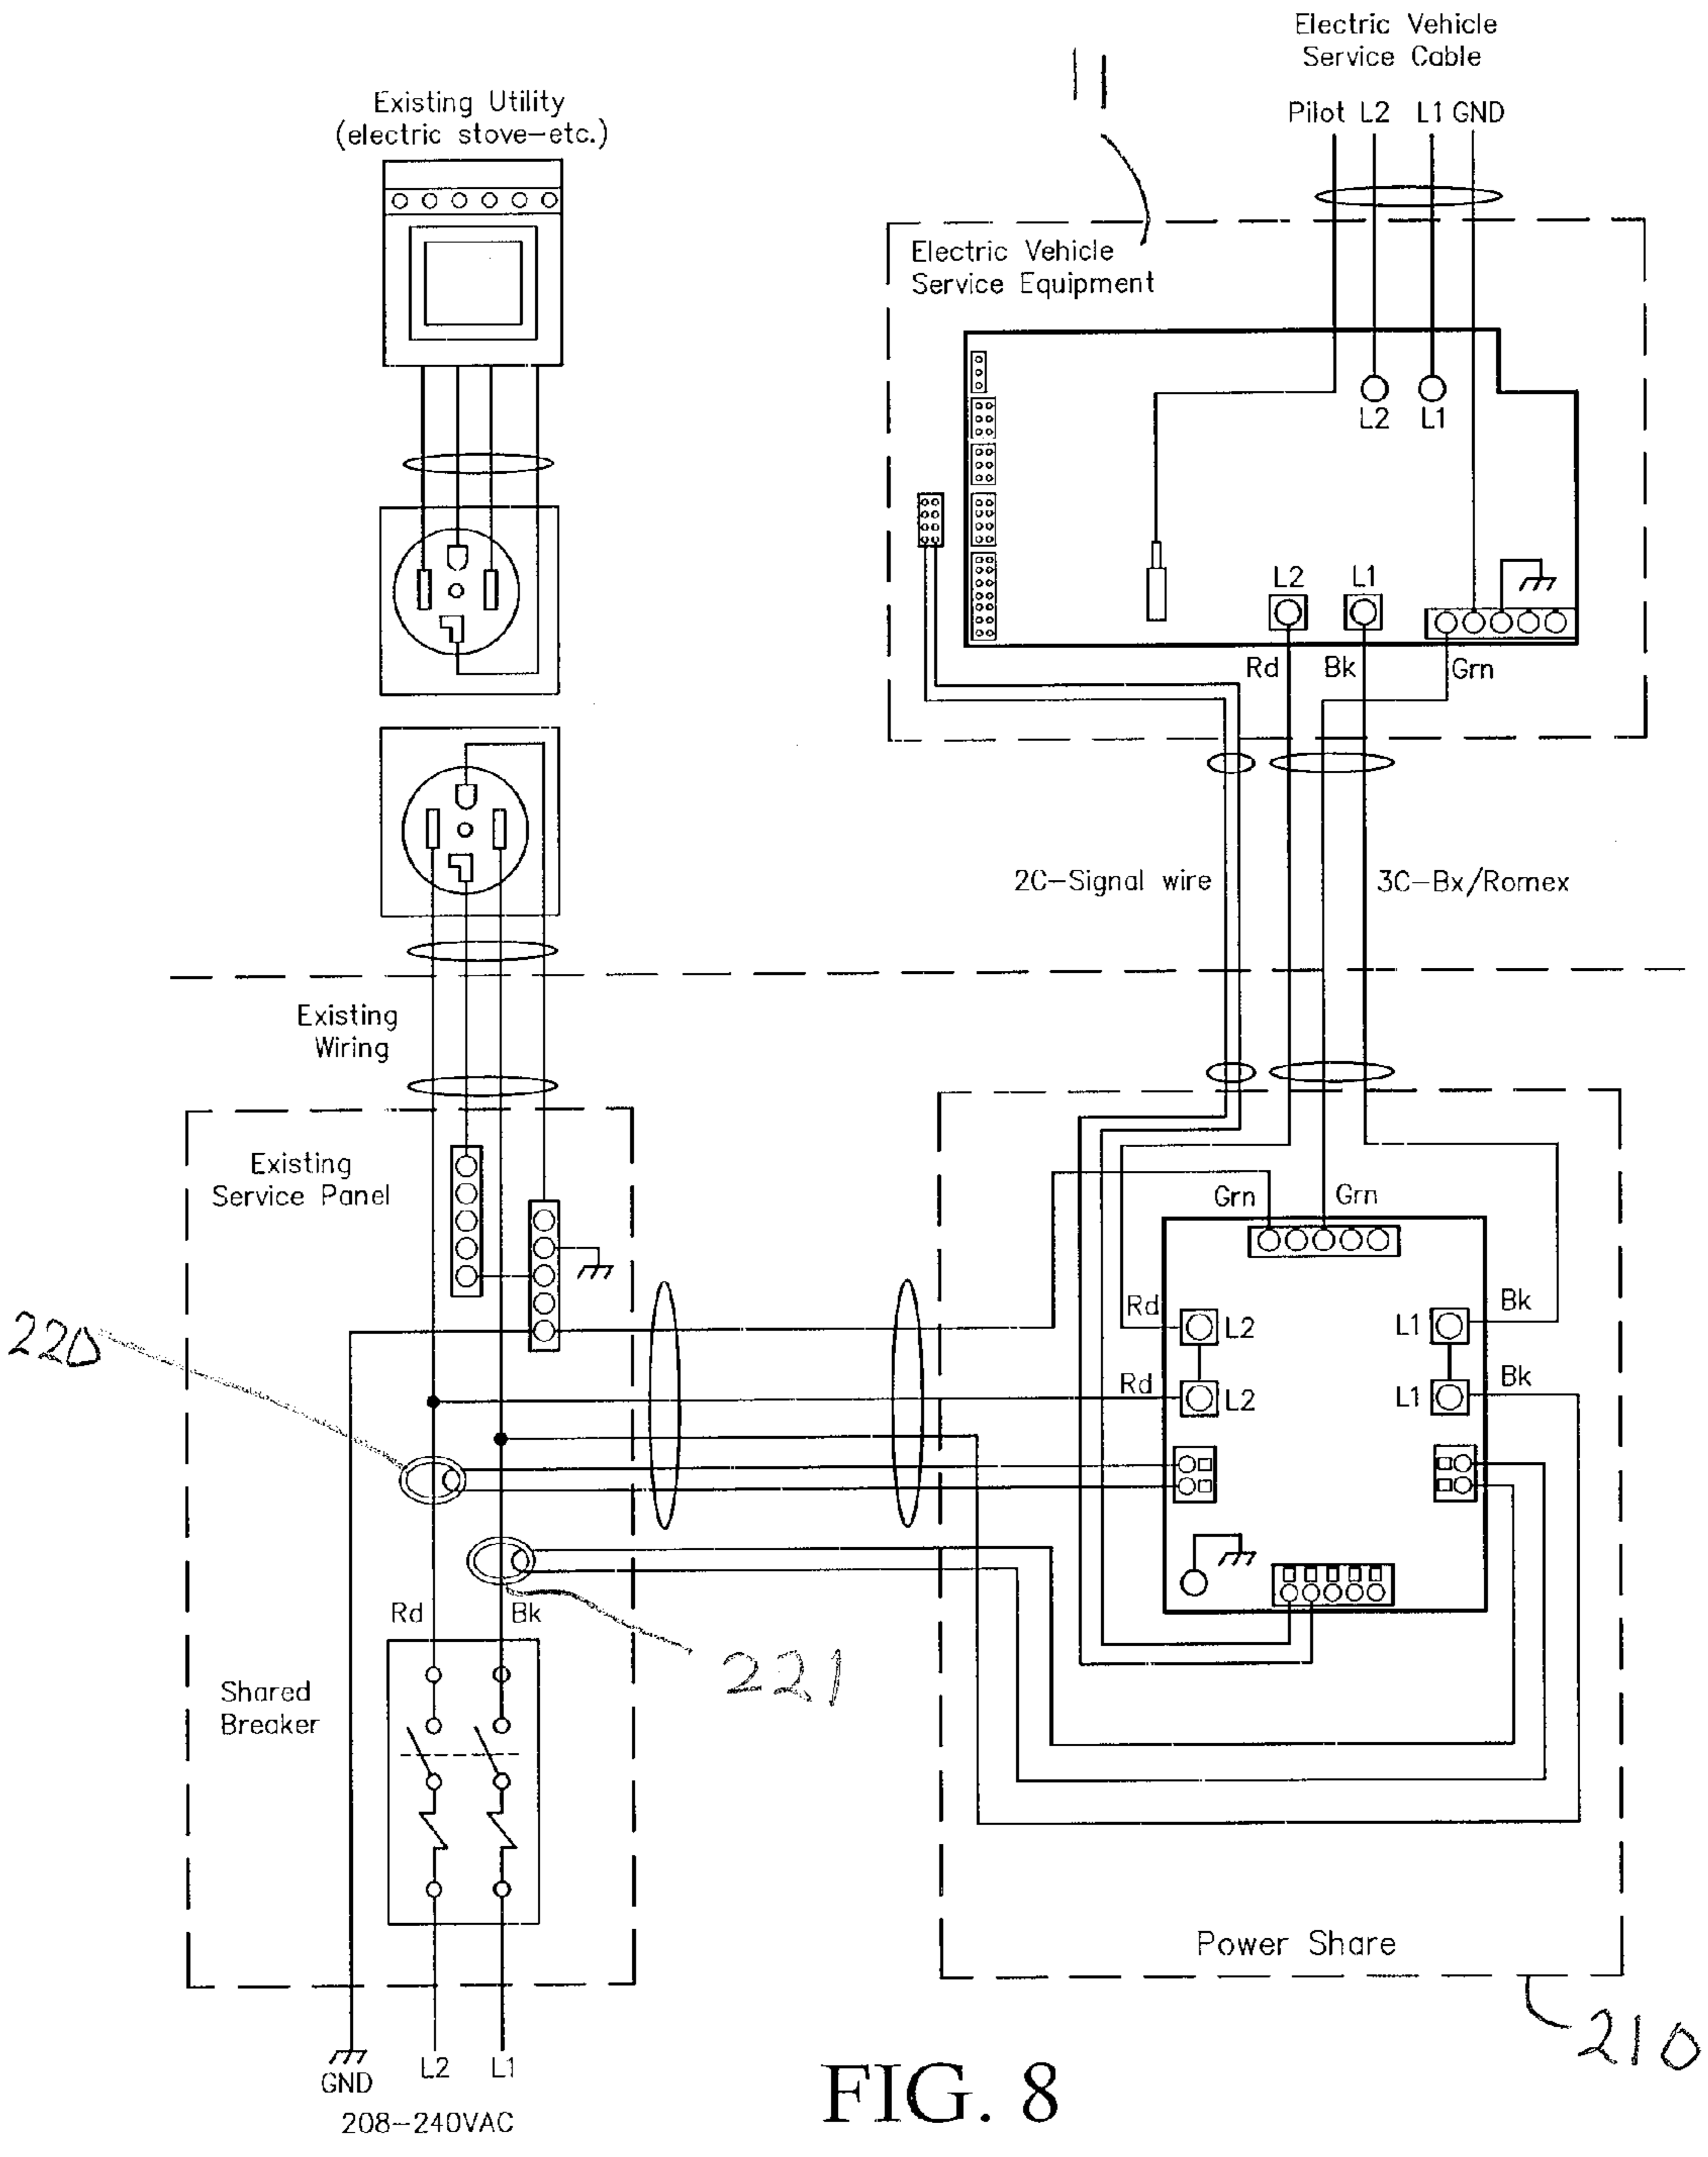 Electric Vehicle
Service Cable
11
Existing Utility
(electric stove-etc.)
Pilot L2 L1 GND
Electric Vehicle
Service Equipment
L2 L1
L2 L1
Rd Bk Grn
2C-Signal wire
3C-Bx/Romex
Existing
Wiring
Existing
Service Panel
Grn Grn
220
Rd L2 L1 Bk
Rd L2 L1 Bk
Rd Bk
221
Shared
Breaker
Power Share
210
GND L2 L1
208-240VAC
FIG. 8